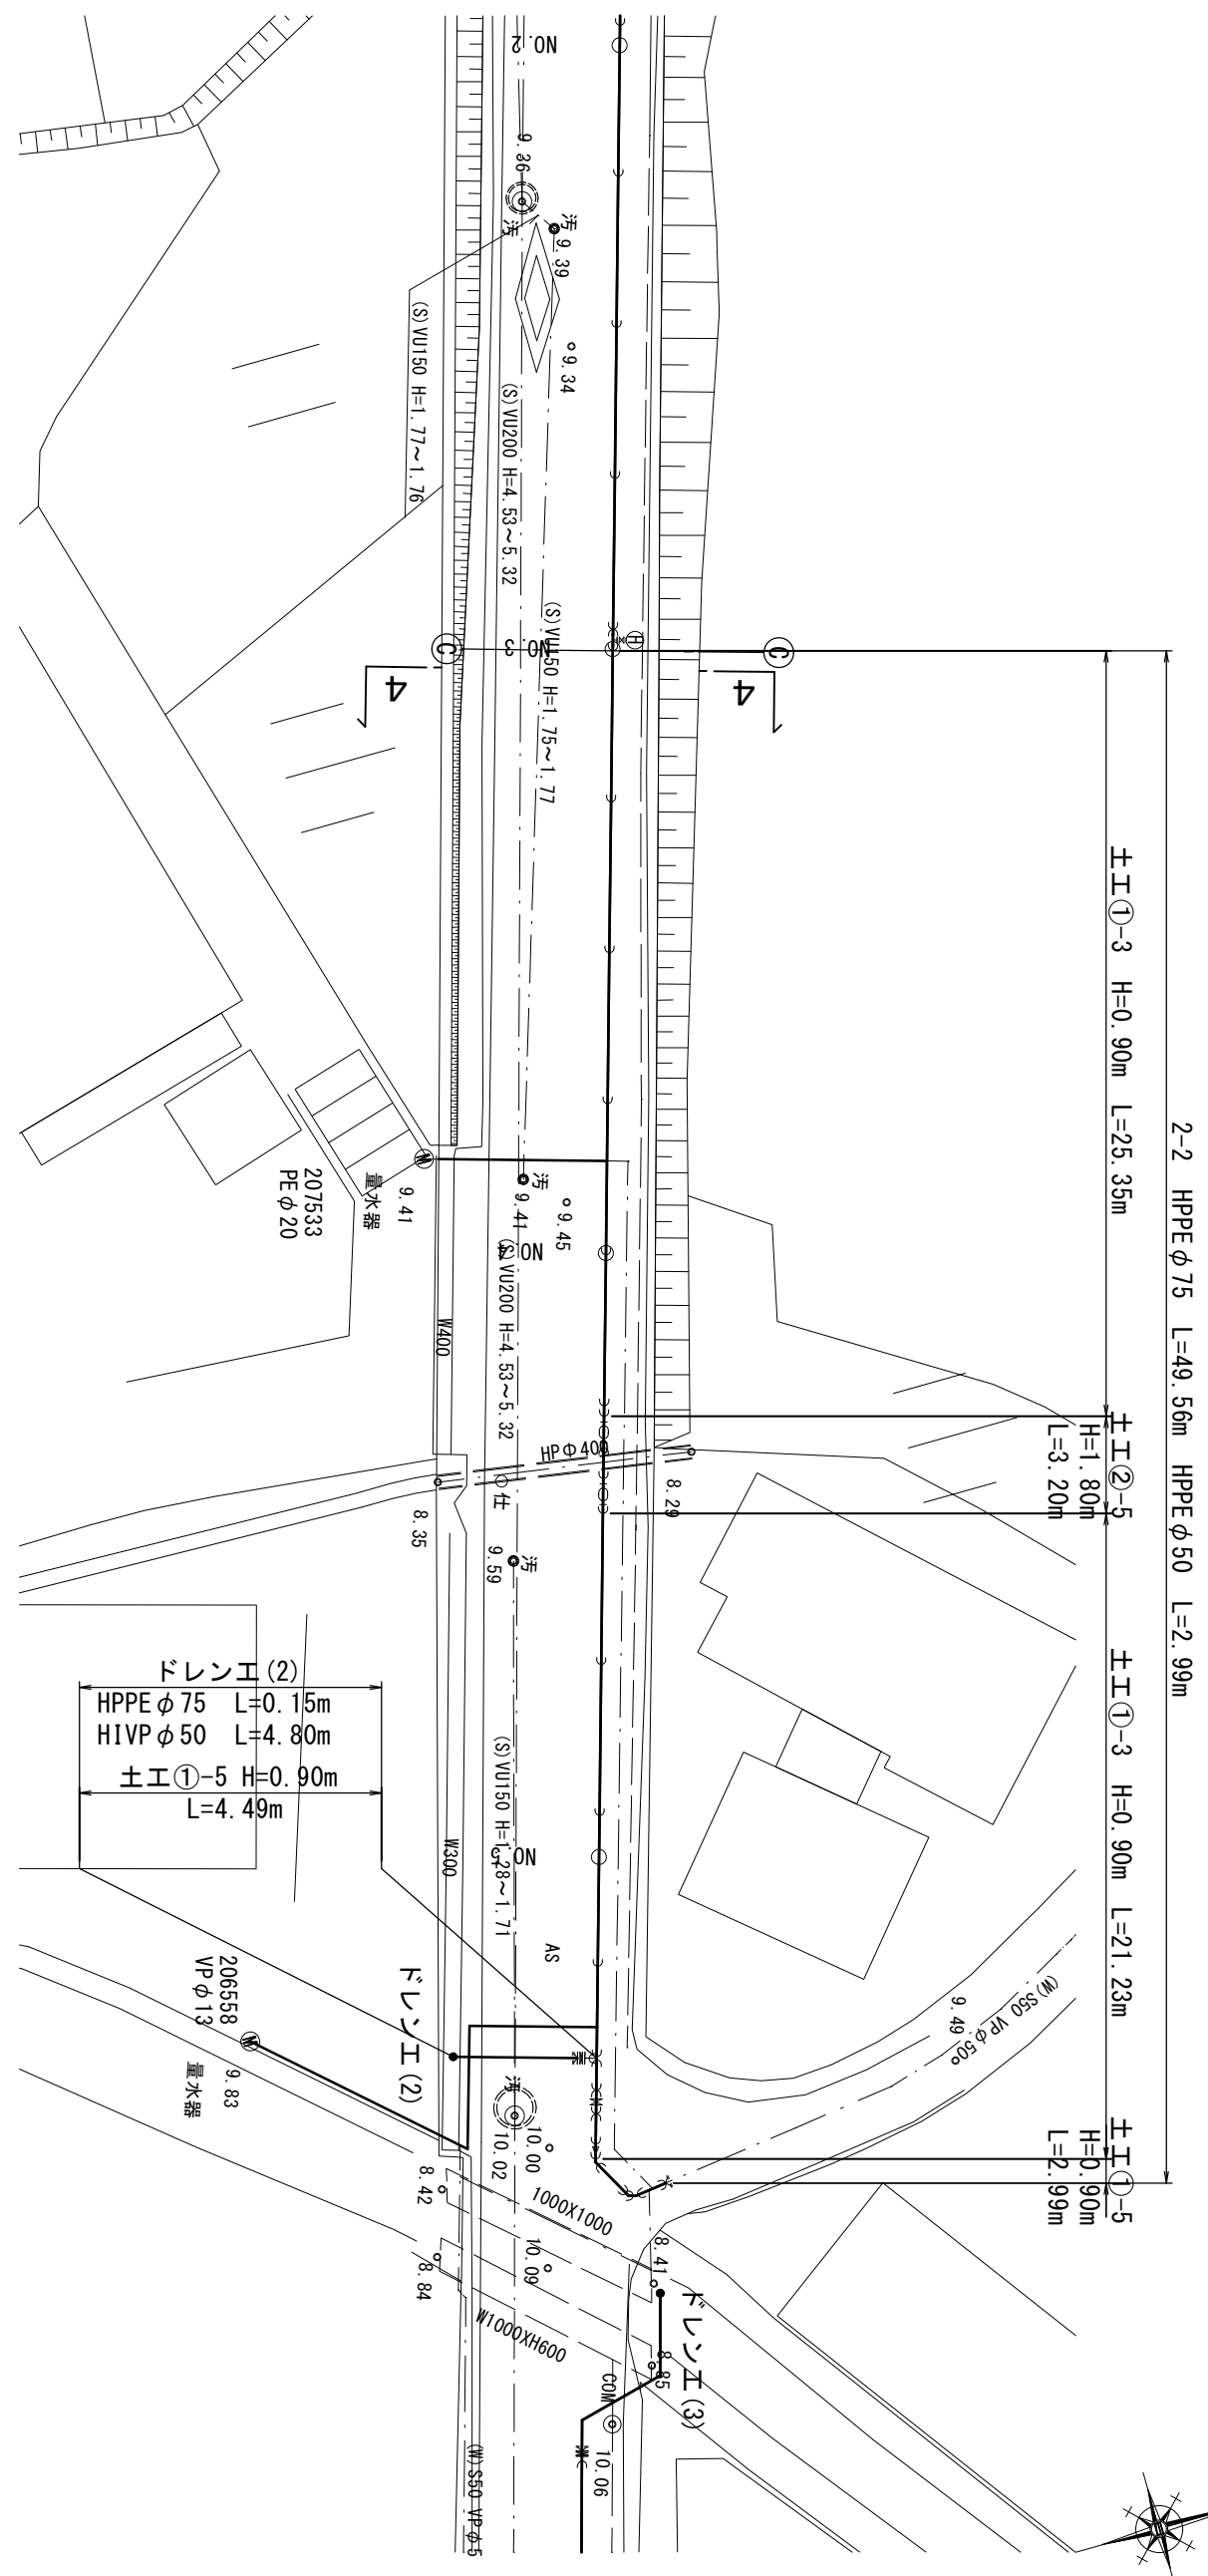 NO.2
9.36
汚
汚
9.39
9.34
(S)VU150 H=1.77～1.76
(S)VU200 H=4.53～5.32
(S)VU150 H=1.75～1.77
NO.3
H
C
C
4
4
土工①-3 H=0.90m L=25.35m
2-2 HPPEφ75 L=49.56m HPPEφ50 L=2.99m
W
量水器
9.41
207533
PEφ20
汚
9.41
9.45
NO.4
(S)VU200 H=4.53～5.32
W400
土工②-5
H=1.80m
L=3.20m
HPΦ400
仕
8.29
8.35
汚
9.59
土工①-3 H=0.90m L=21.23m
ドレン工(2)
HPPEφ75 L=0.15m
HIVPφ50 L=4.80m
土工①-5 H=0.90m
L=4.49m
(S)VU150 H=1.28～1.71
NO.5
W300
AS
206558
VPφ13
W
9.83
量水器
ドレン工(2)
(W)S50 VPφ50
9.49
汚
10.00
10.02
土工①-5
H=0.90m
L=2.99m
8.42
1000X1000
8.41
10.09
8.84
W1000XH600
8.85
ドレン工(3)
COM
10.06
(W)S50 VPφ5